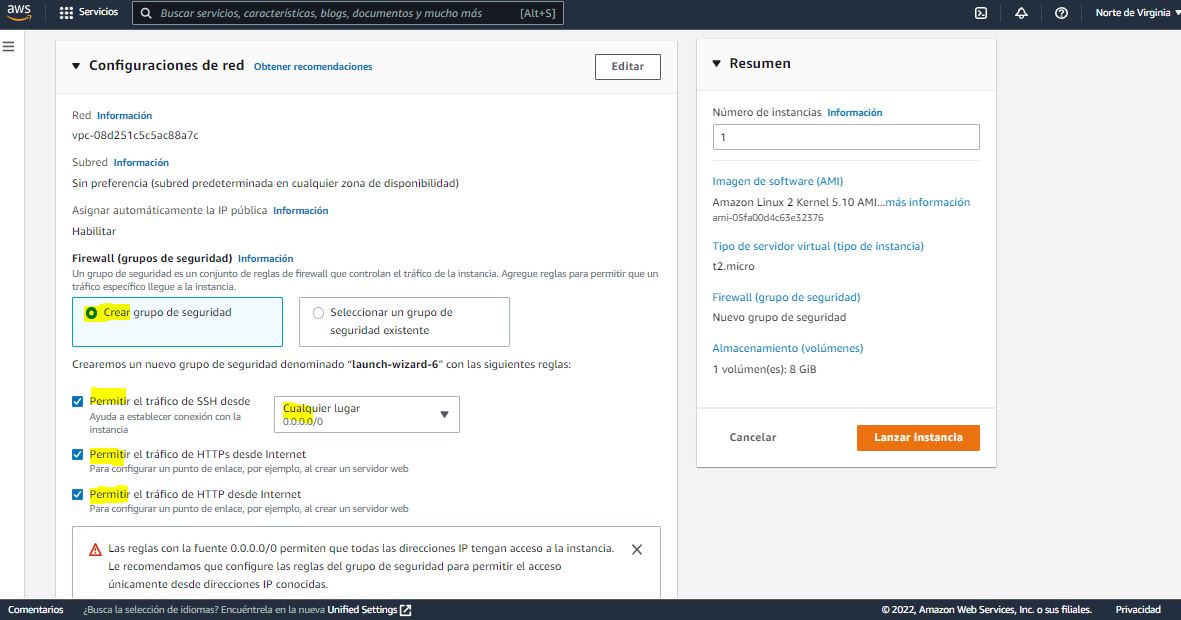 aws
Servicios
Buscar servicios, características, blogs, documentos y mucho más [Alt+S]
Norte de Virginia
Configuraciones de red Obtener recomendaciones
Editar
Red Información
vpc-08d251c5c5ac88a7c
Subred Información
Sin preferencia (subred predeterminada en cualquier zona de disponibilidad)
Asignar automáticamente la IP pública Información
Habilitar
Firewall (grupos de seguridad) Información
Un grupo de seguridad es un conjunto de reglas de firewall que controlan el tráfico de la instancia. Agregue reglas para permitir que un
tráfico específico llegue a la instancia.
Crear grupo de seguridad
Seleccionar un grupo de
seguridad existente
Crearemos un nuevo grupo de seguridad denominado “launch-wizard-6” con las siguientes reglas:
Permitir el tráfico de SSH desde
Ayuda a establecer conexión con la
instancia
Cualquier lugar
0.0.0.0/0
Permitir el tráfico de HTTPs desde Internet
Para configurar un punto de enlace, por ejemplo, al crear un servidor web
Permitir el tráfico de HTTP desde Internet
Para configurar un punto de enlace, por ejemplo, al crear un servidor web
Las reglas con la fuente 0.0.0.0/0 permiten que todas las direcciones IP tengan acceso a la instancia.
Le recomendamos que configure las reglas del grupo de seguridad para permitir el acceso
únicamente desde direcciones IP conocidas.
Resumen
Número de instancias Información
1
Imagen de software (AMI)
Amazon Linux 2 Kernel 5.10 AMI...más información
ami-05fa00d4c63e32376
Tipo de servidor virtual (tipo de instancia)
t2.micro
Firewall (grupo de seguridad)
Nuevo grupo de seguridad
Almacenamiento (volúmenes)
1 volúmen(es): 8 GiB
Cancelar
Lanzar instancia
Comentarios
¿Busca la selección de idiomas? Encuéntrela en la nueva Unified Settings
© 2022, Amazon Web Services, Inc. o sus filiales.
Privacidad